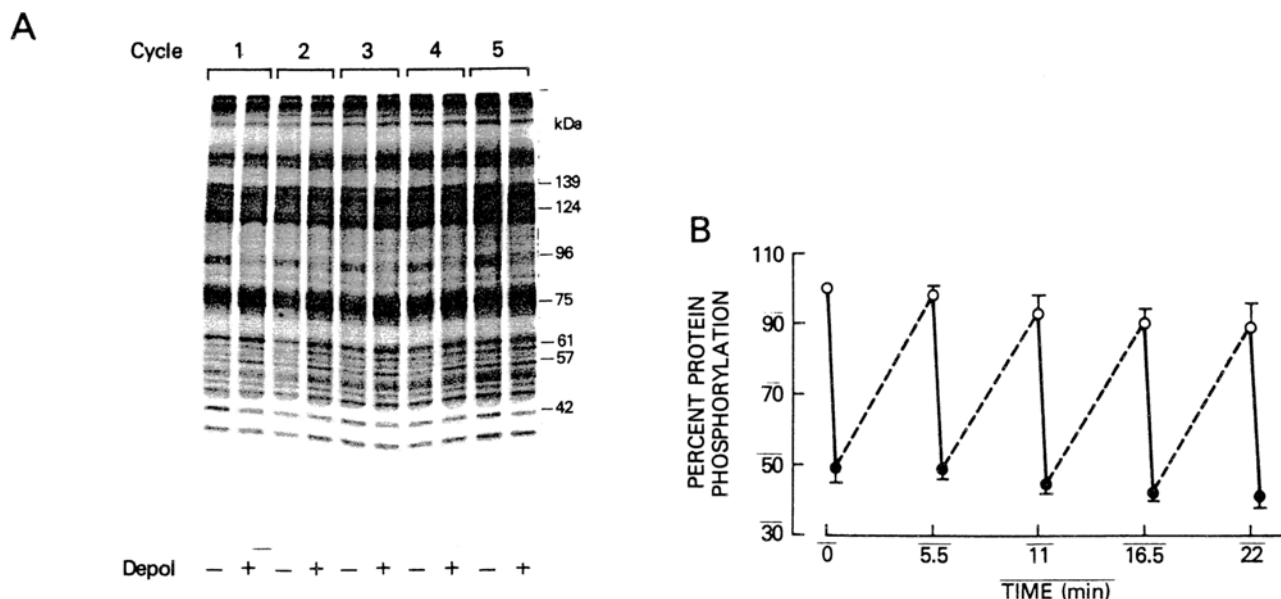 A
Cycle 1 2 3 4 5
kDa
139
124
96
75
61
57
42
Depol − + − + − + − + − +
B
PERCENT PROTEIN
PHOSPHORYLATION
110
90
70
50
30
0 5.5 11 16.5 22
TIME (min)